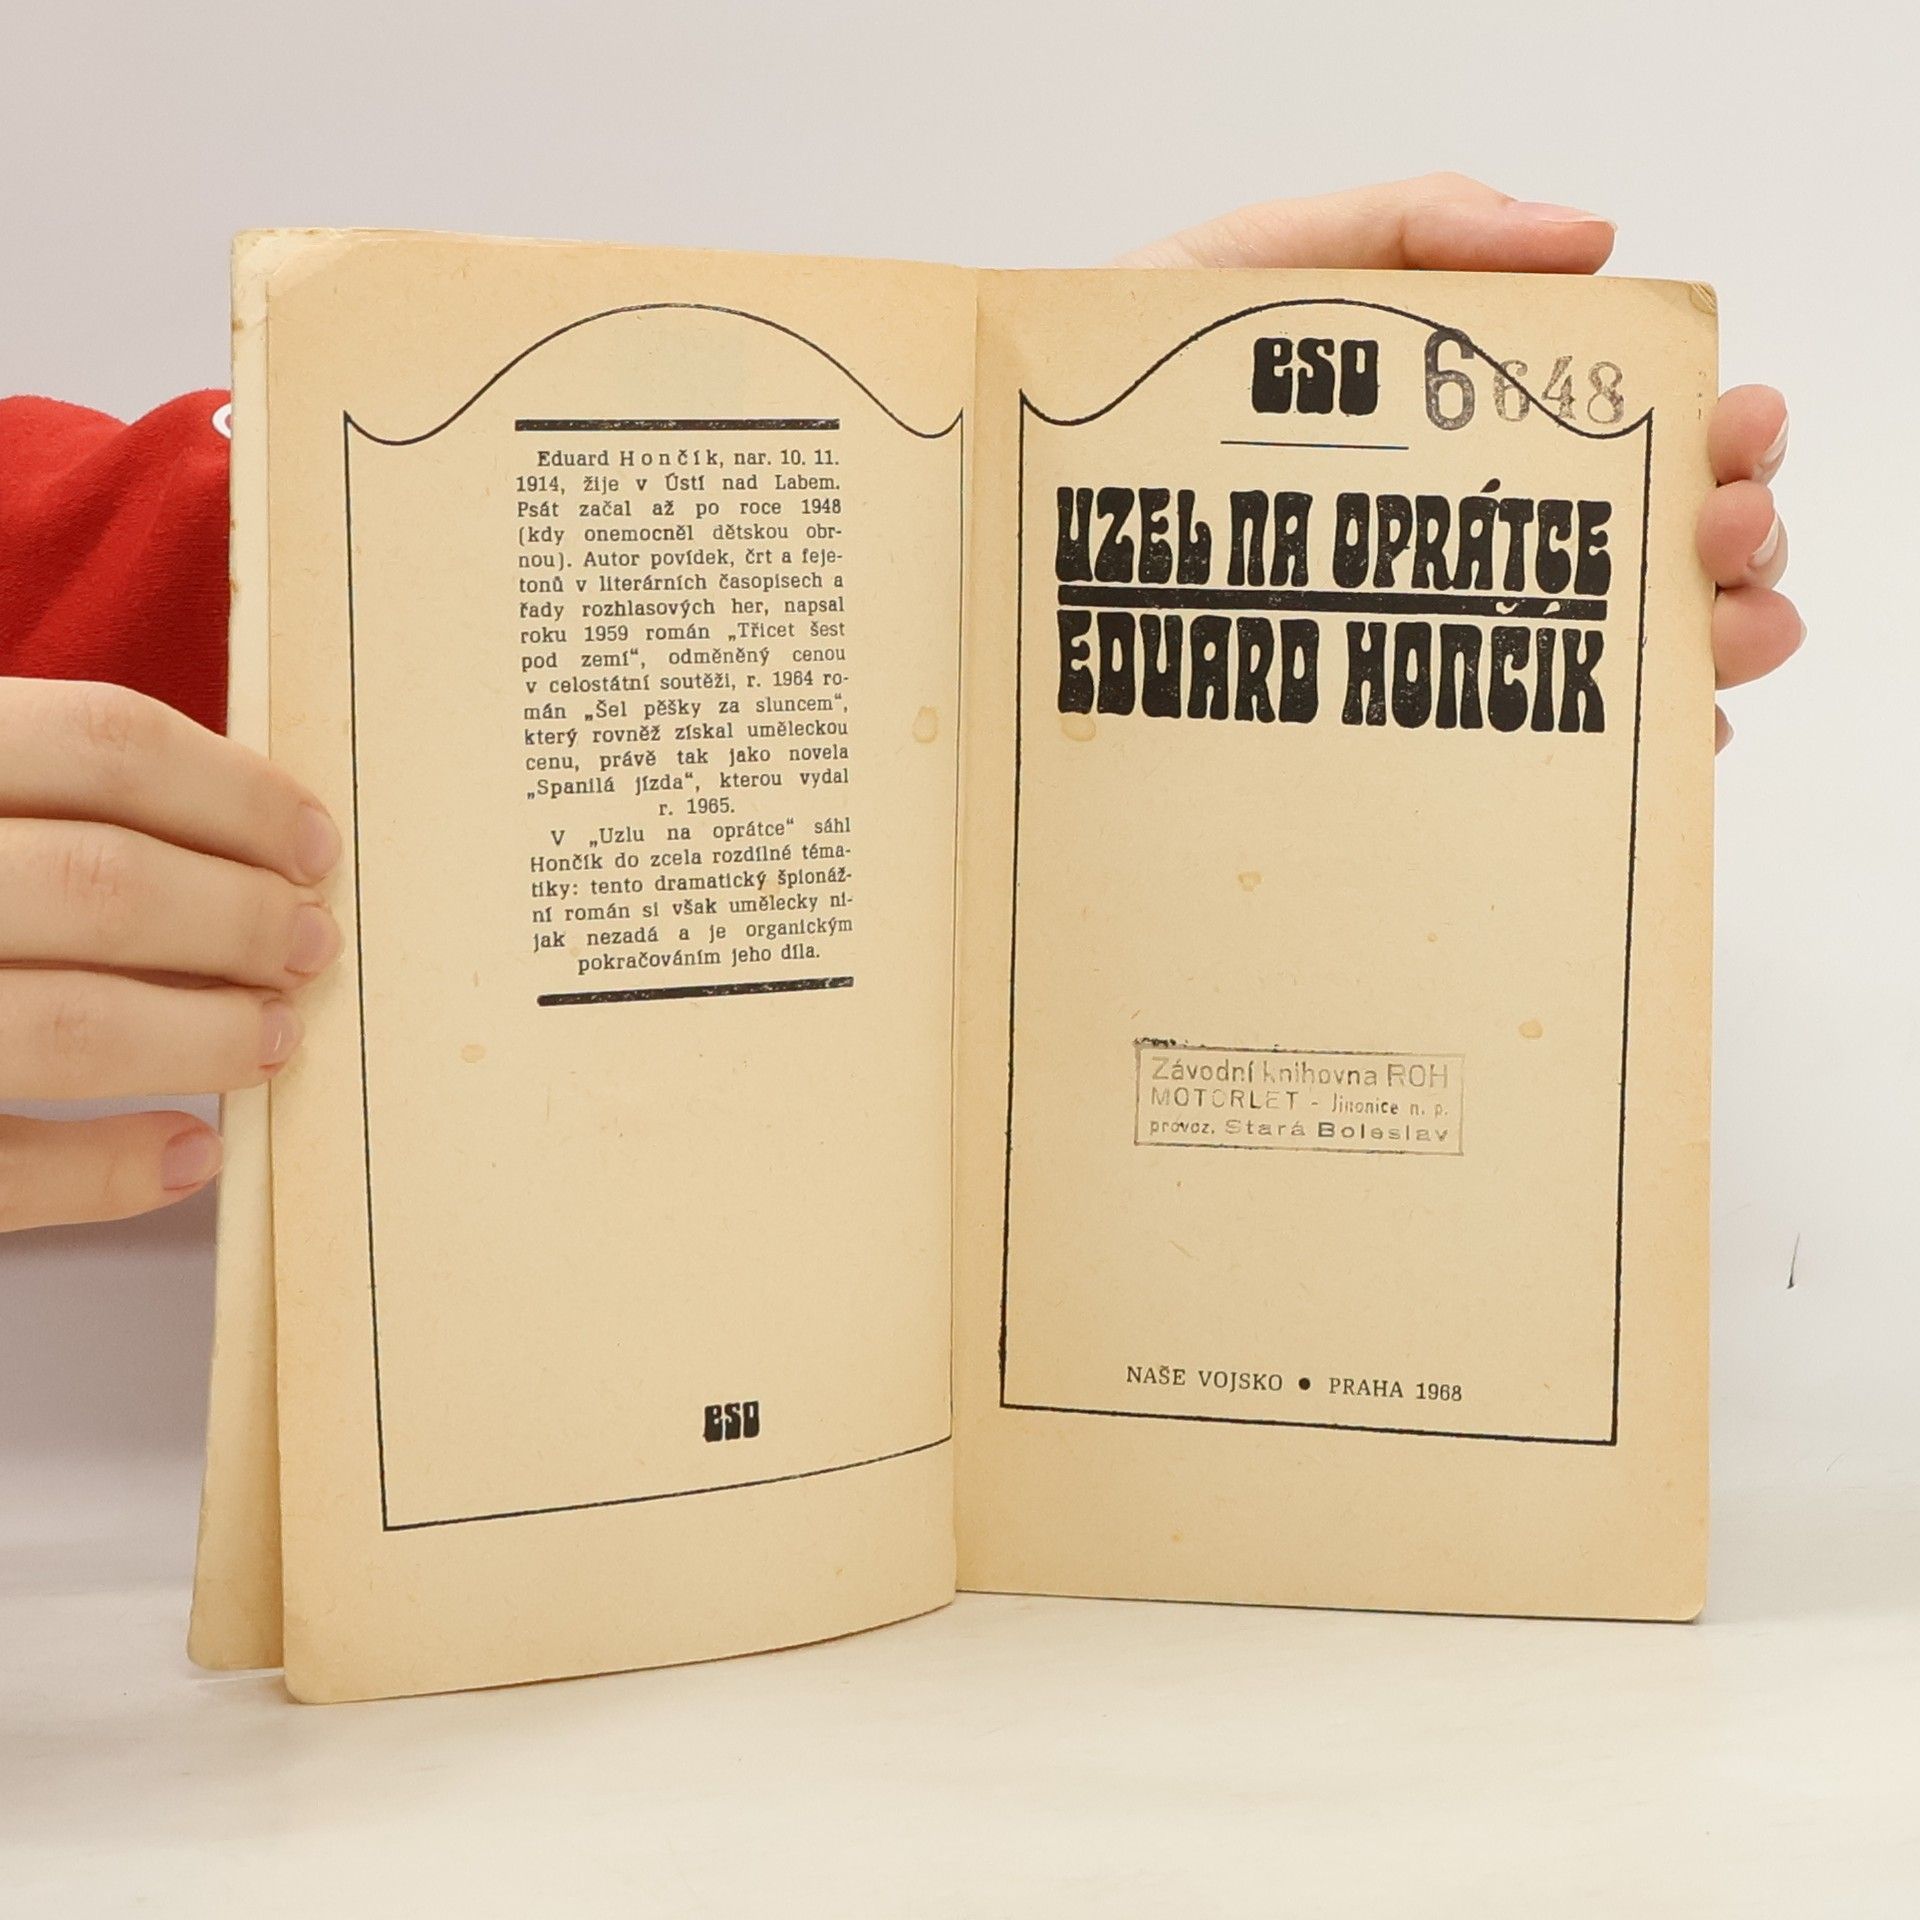 Eduard Hončík, nar. 10. 11.
1914, žije v Ústí nad Labem.
Psát začal až po roce 1948
(kdy onemocněl dětskou obr-
nou). Autor povídek, črt a feje-
tonů v literárních časopisech a
řady rozhlasových her, napsal
roku 1959 román „Třicet šest
pod zemí“, odměněný cenou
v celostátní soutěži, r. 1964 ro-
mán „Šel pěšky za sluncem“,
který rovněž získal uměleckou
cenu, právě tak jako novela
„Spanilá jízda“, kterou vydal
r. 1965.
V „Uzlu na oprátce“ sáhl
Hončík do zcela rozdílné téma-
tiky: tento dramatický špionáž-
ní román si však umělecky ni-
jak nezadá a je organickým
pokračováním jeho díla.
eso
eso 6648
UZEL NA OPRÁTCE
EDUARD HONČÍK
Závodní knihovna ROH
MOTORLET - Jinonice n. p.
provoz. Stará Boleslav
NAŠE VOJSKO ● PRAHA 1968